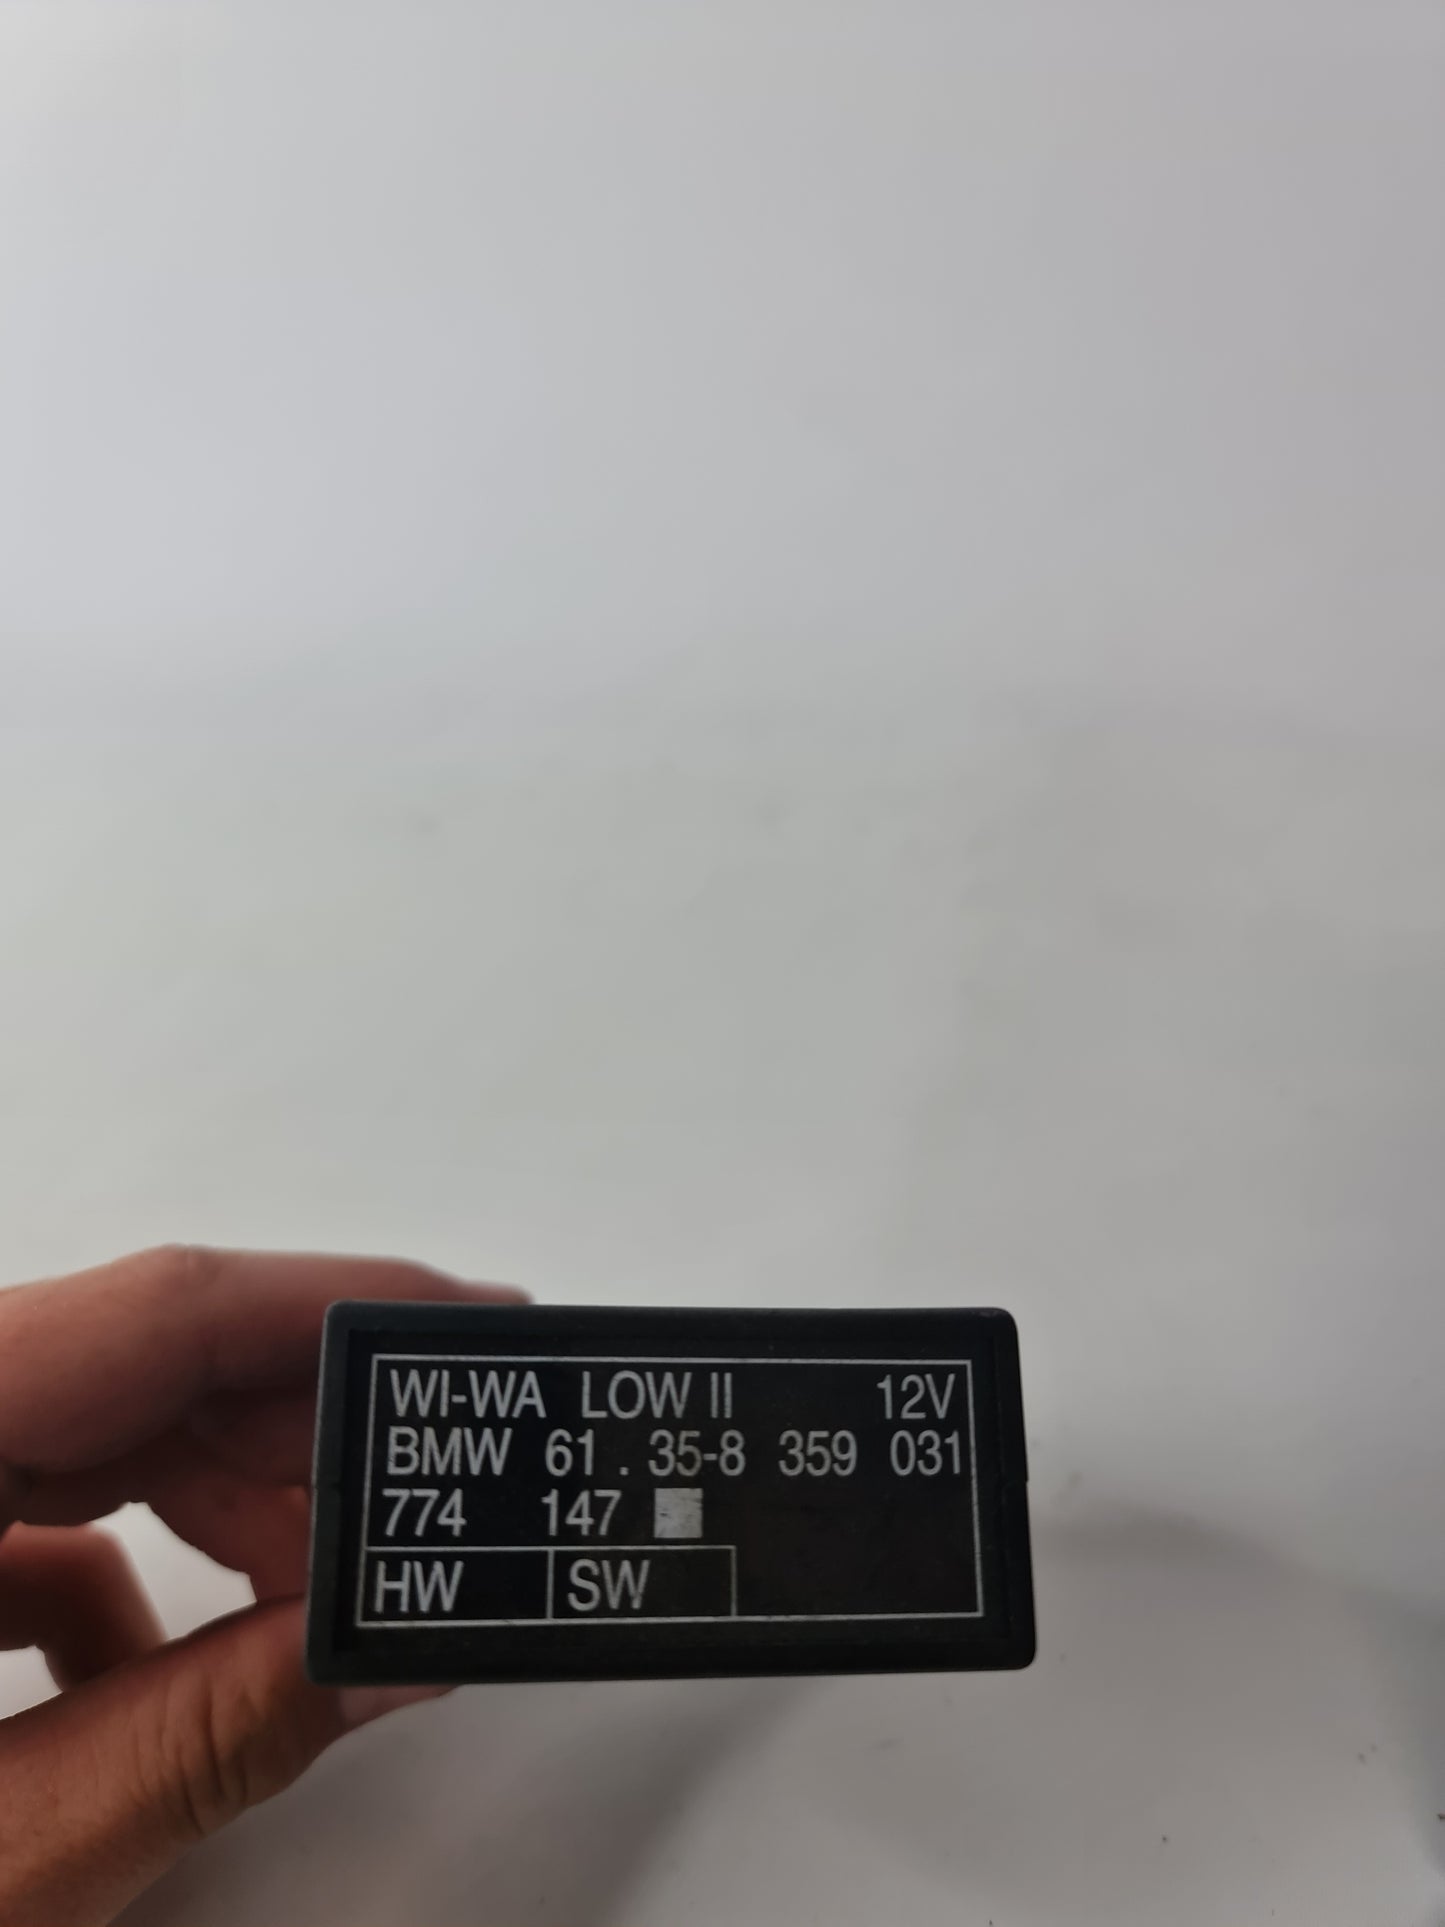 WI-WA LOW II 12V
BMW 61 . 35-8 359 031
774 147
HW SW